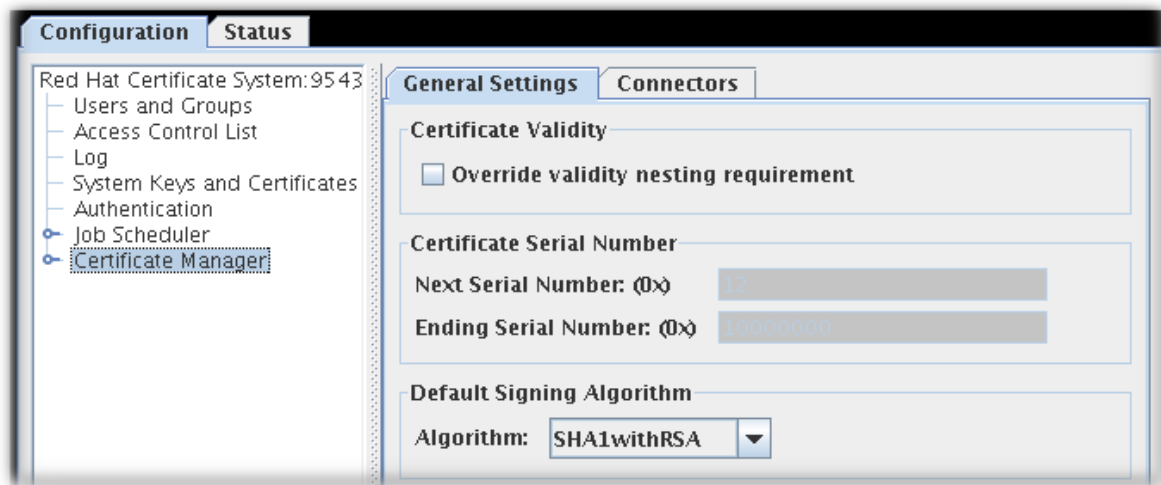 Configuration Status
Red Hat Certificate System:9543
Users and Groups
Access Control List
Log
System Keys and Certificates
Authentication
Job Scheduler
Certificate Manager
General Settings Connectors
Certificate Validity
Override validity nesting requirement
Certificate Serial Number
Next Serial Number: (0x) 12
Ending Serial Number: (0x) 10000000
Default Signing Algorithm
Algorithm: SHA1withRSA